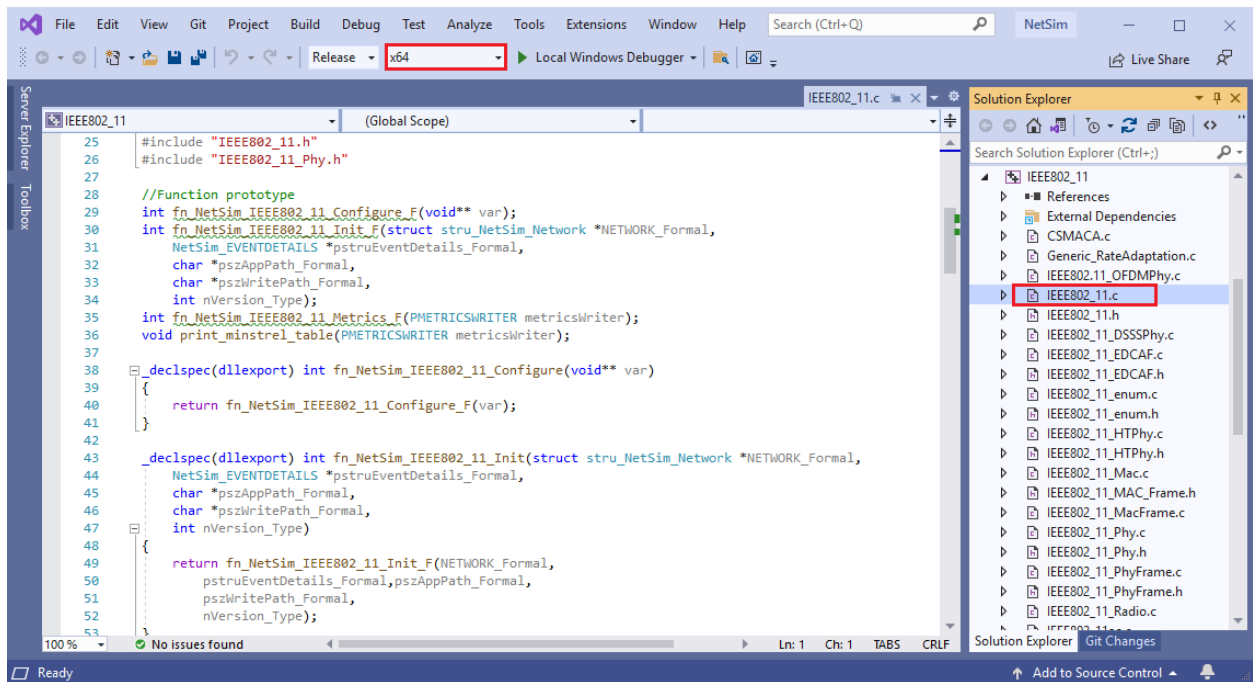 File Edit View Git Project Build Debug Test Analyze Tools Extensions Window Help Search (Ctrl+Q) NetSim
Release x64 Local Windows Debugger Live Share
Server Explorer
Toolbox
IEEE802_11.c
IEEE802_11 (Global Scope)
25 #include "IEEE802_11.h"
26 #include "IEEE802_11_Phy.h"
27
28 //Function prototype
29 int fn_NetSim_IEEE802_11_Configure_F(void** var);
30 int fn_NetSim_IEEE802_11_Init_F(struct stru_NetSim_Network *NETWORK_Formal,
31 NetSim_EVENTDETAILS *pstruEventDetails_Formal,
32 char *pszAppPath_Formal,
33 char *pszWritePath_Formal,
34 int nVersion_Type);
35 int fn_NetSim_IEEE802_11_Metrics_F(PMETRICSWRITER metricsWriter);
36 void print_minstrel_table(PMETRICSWRITER metricsWriter);
37
38 _declspec(dllexport) int fn_NetSim_IEEE802_11_Configure(void** var)
39 {
40 return fn_NetSim_IEEE802_11_Configure_F(var);
41 }
42
43 _declspec(dllexport) int fn_NetSim_IEEE802_11_Init(struct stru_NetSim_Network *NETWORK_Formal,
44 NetSim_EVENTDETAILS *pstruEventDetails_Formal,
45 char *pszAppPath_Formal,
46 char *pszWritePath_Formal,
47 int nVersion_Type)
48 {
49 return fn_NetSim_IEEE802_11_Init_F(NETWORK_Formal,
50 pstruEventDetails_Formal,pszAppPath_Formal,
51 pszWritePath_Formal,
52 nVersion_Type);
53 }
100 % No issues found Ln: 1 Ch: 1 TABS CRLF
Solution Explorer
Search Solution Explorer (Ctrl+;)
IEEE802_11
References
External Dependencies
CSMACA.c
Generic_RateAdaptation.c
IEEE802.11_OFDMPhy.c
IEEE802_11.c
IEEE802_11.h
IEEE802_11_DSSSPhy.c
IEEE802_11_EDCAF.c
IEEE802_11_EDCAF.h
IEEE802_11_enum.c
IEEE802_11_enum.h
IEEE802_11_HTPhy.c
IEEE802_11_HTPhy.h
IEEE802_11_Mac.c
IEEE802_11_MAC_Frame.h
IEEE802_11_MacFrame.c
IEEE802_11_Phy.c
IEEE802_11_Phy.h
IEEE802_11_PhyFrame.c
IEEE802_11_PhyFrame.h
IEEE802_11_Radio.c
Solution Explorer Git Changes
Ready Add to Source Control